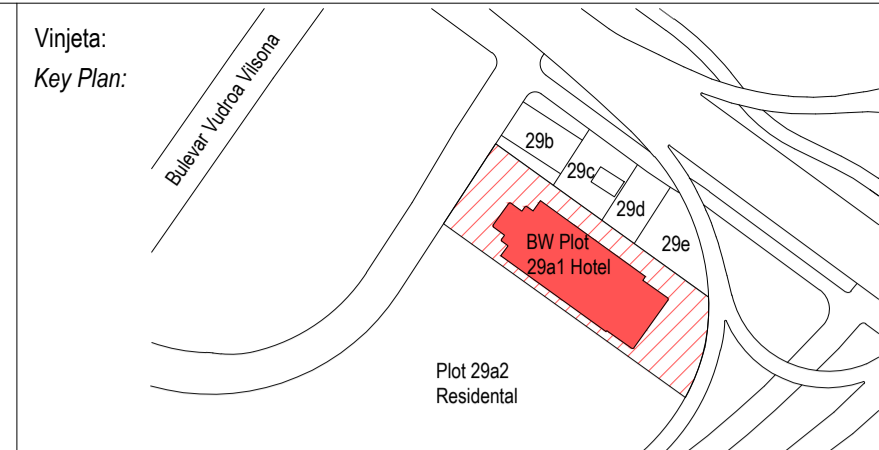 Vinjeta:
Key Plan:
Bulevar Vudroa Vilsona
29b
29c
29d
29e
BW Plot
29a1 Hotel
Plot 29a2
Residental